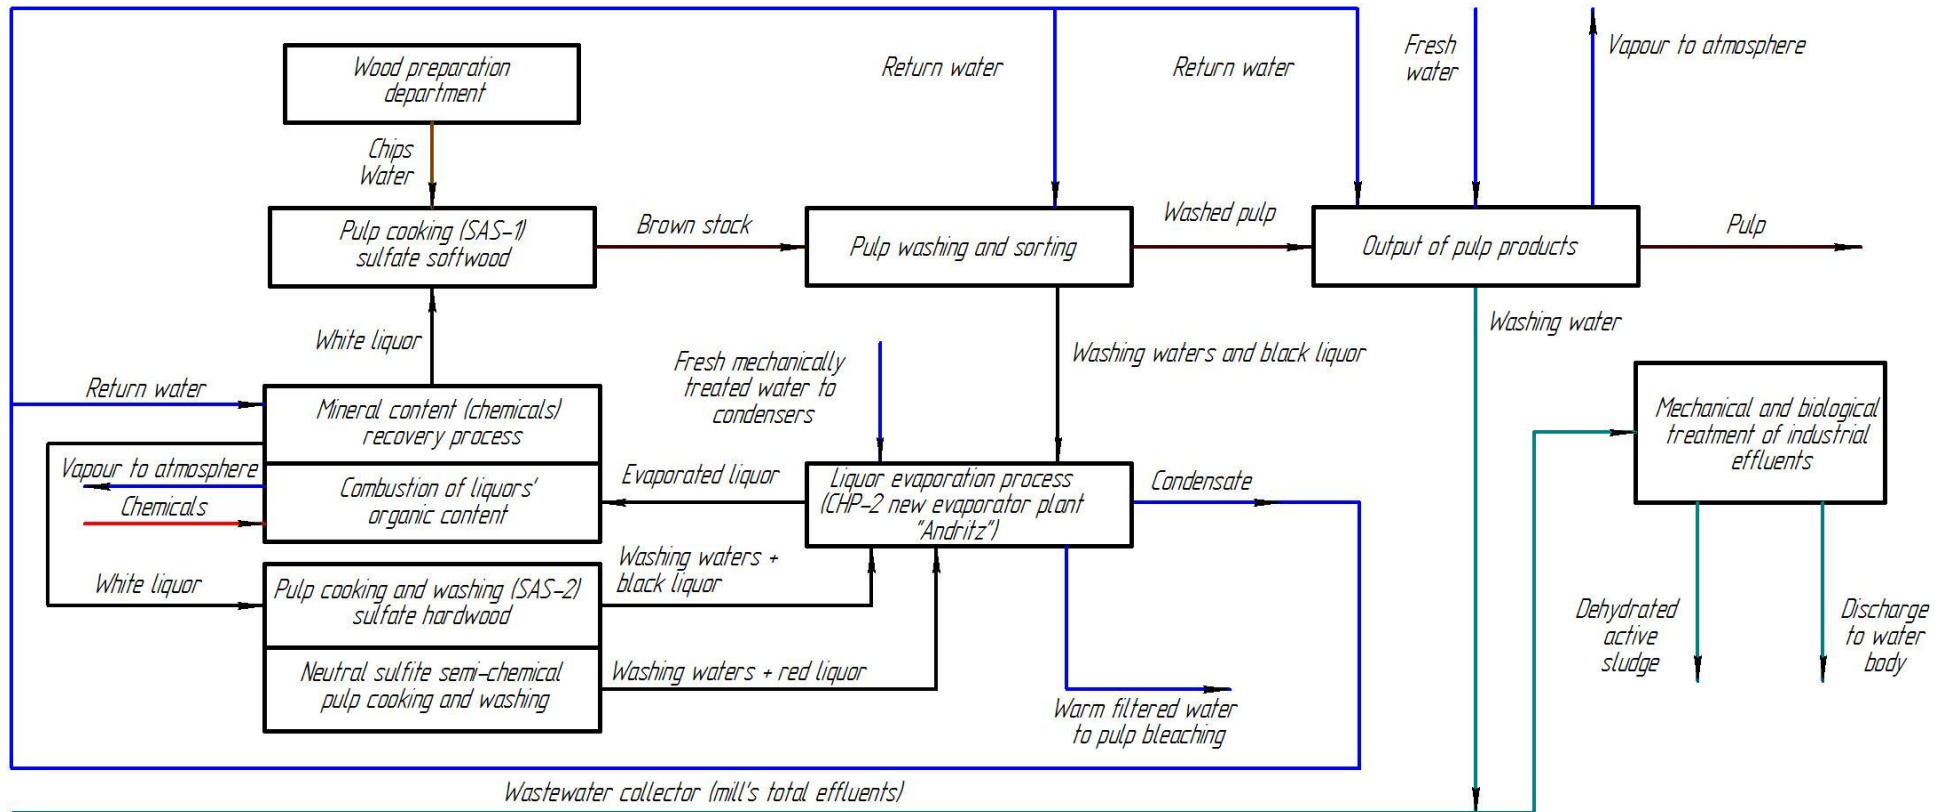 Wood preparation
department
Return water
Return water
Fresh
water
Vapour to atmosphere
Chips
Water
Pulp cooking (SAS-1)
sulfate softwood
Brown stock
Pulp washing and sorting
Washed pulp
Output of pulp products
Pulp
White liquor
Fresh mechanically
treated water to
condensers
Washing waters and black liquor
Washing water
Return water
Mineral content (chemicals)
recovery process
Mechanical and biological
treatment of industrial
effluents
Vapour to atmosphere
Chemicals
Combustion of liquors'
organic content
Evaporated liquor
Liquor evaporation process
(CHP-2 new evaporator plant
"Andritz")
Condensate
White liquor
Pulp cooking and washing (SAS-2)
sulfate hardwood
Washing waters +
black liquor
Neutral sulfite semi-chemical
pulp cooking and washing
Washing waters + red liquor
Warm filtered water
to pulp bleaching
Dehydrated
active
sludge
Discharge
to water
body
Wastewater collector (mill's total effluents)